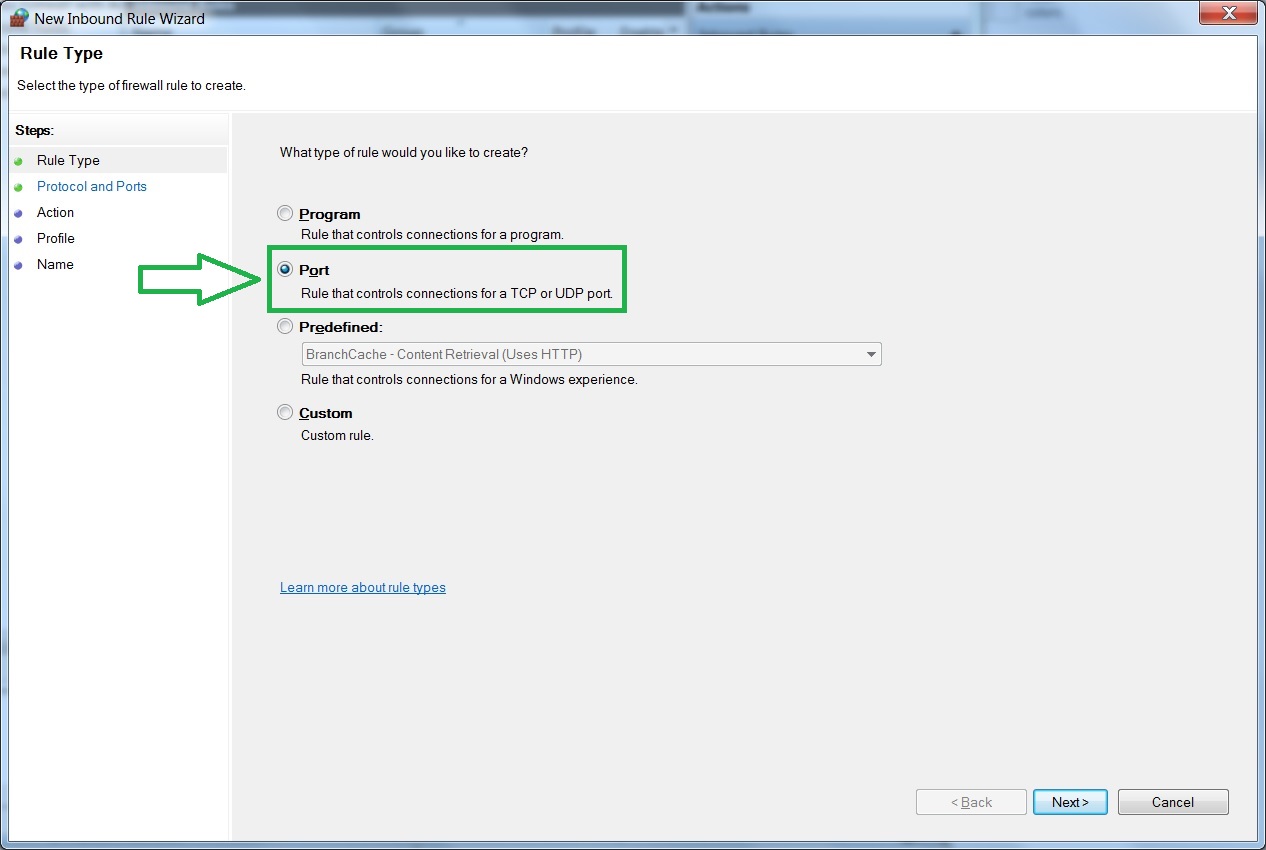 New Inbound Rule Wizard
Actions
Rule Type
Select the type of firewall rule to create.
Steps:
Rule Type
Protocol and Ports
Action
Profile
Name
What type of rule would you like to create?
Program
Rule that controls connections for a program.
Port
Rule that controls connections for a TCP or UDP port.
Predefined:
BranchCache - Content Retrieval (Uses HTTP)
Rule that controls connections for a Windows experience.
Custom
Custom rule.
Learn more about rule types
< Back
Next >
Cancel